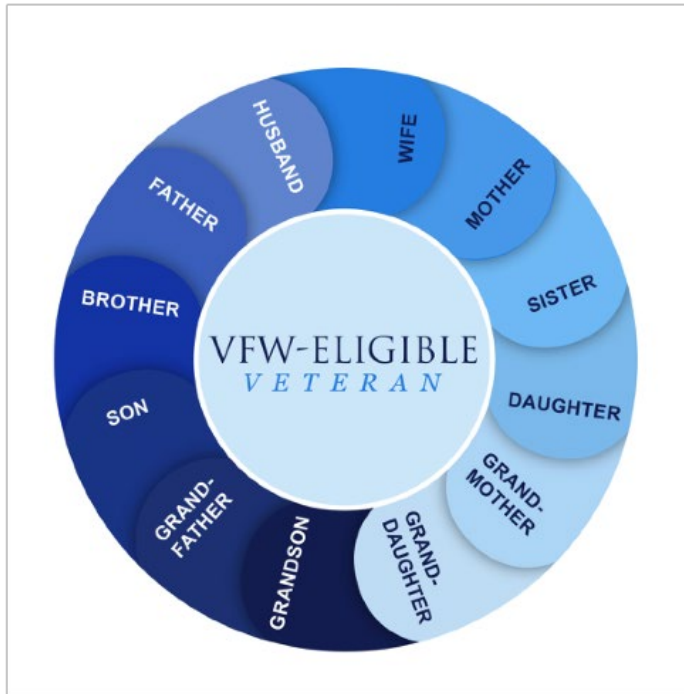 HUSBAND
WIFE
MOTHER
SISTER
DAUGHTER
GRAND-
MOTHER
GRAND-
DAUGHTER
GRANDSON
GRAND-
FATHER
SON
BROTHER
FATHER
VFW-ELIGIBLE
VETERAN